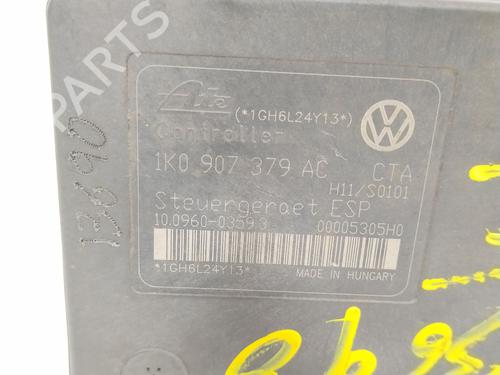 PARTS
Ate (*1GH6L24Y13*)
Controller
1K0 907 379 AC CTA
H11/S0101
Steuergeraet ESP
10.0960-0359.3 00005305H0
*1GH6L24Y13* MADE IN HUNGARY
13690